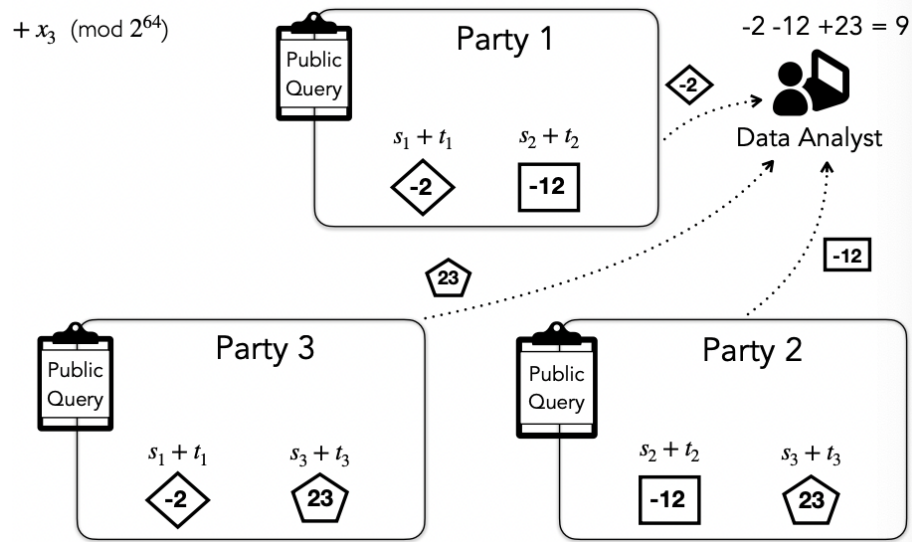 + x₃ (mod 2⁶⁴)
Public
Query
Party 1
s₁ + t₁
s₂ + t₂
-2
-12
-2
-2 -12 +23 = 9
Data Analyst
23
-12
Public
Query
Party 3
s₁ + t₁
s₃ + t₃
-2
23
Public
Query
Party 2
s₂ + t₂
s₃ + t₃
-12
23